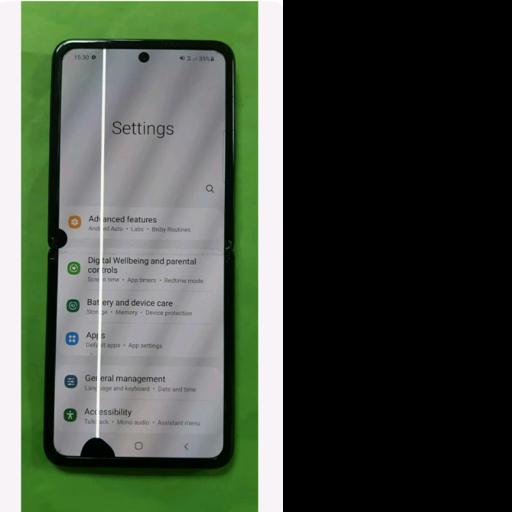 15:30
35%
Settings
Advanced features
Android Auto • Labs • Bixby Routines
Digital Wellbeing and parental
controls
Screen time • App timers • Bedtime mode
Battery and device care
Storage • Memory • Device protection
Apps
Default apps • App settings
General management
Language and keyboard • Date and time
Accessibility
TalkBack • Mono audio • Assistant menu